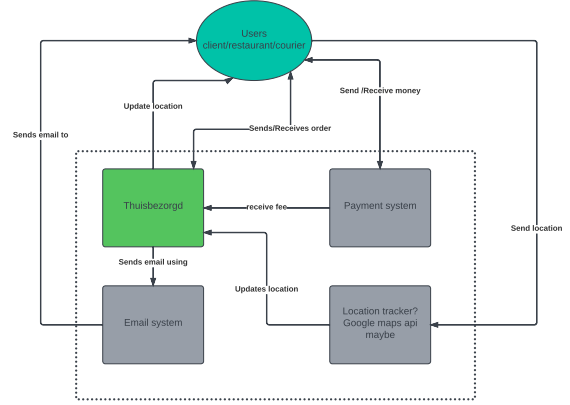 Users
client/restaurant/courier
Send /Receive money
Update location
Sends/Receives order
Sends email to
Thuisbezorgd
receive fee
Payment system
Send location
Sends email using
Updates location
Email system
Location tracker?
Google maps api
maybe